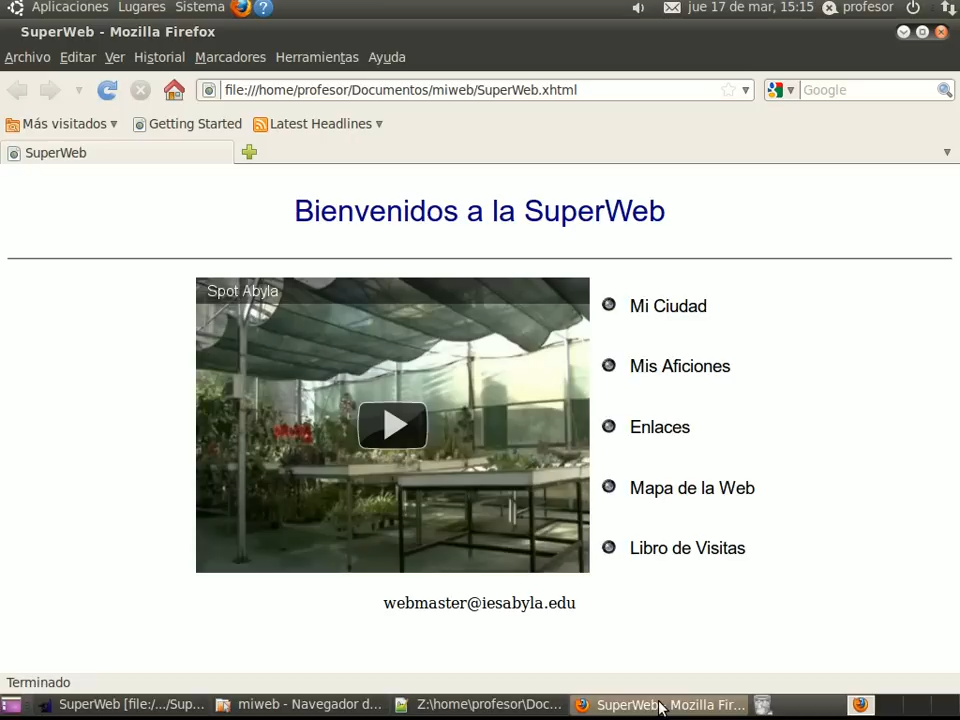 Aplicaciones Lugares Sistema jue 17 de mar, 15:15 profesor
SuperWeb - Mozilla Firefox
Archivo Editar Ver Historial Marcadores Herramientas Ayuda
file:///home/profesor/Documentos/miweb/SuperWeb.xhtml Google
Más visitados Getting Started Latest Headlines
SuperWeb
Bienvenidos a la SuperWeb
Spot Abyla
Mi Ciudad
Mis Aficiones
Enlaces
Mapa de la Web
Libro de Visitas
webmaster@iesabyla.edu
Terminado
SuperWeb [file:/.../Sup... miweb - Navegador d... Z:\home\profesor\Doc... SuperWeb - Mozilla Fir...